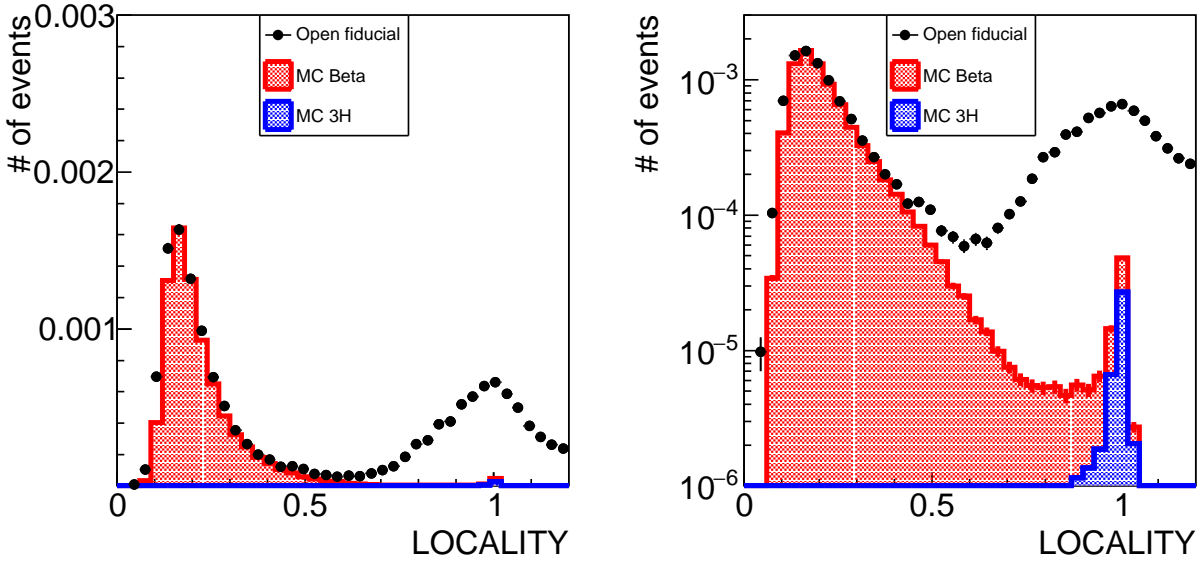 # of events
0.003
0.002
0.001
0
0.5
1
LOCALITY
Open fiducial
MC Beta
MC 3H
# of events
10⁻³
10⁻⁴
10⁻⁵
10⁻⁶
0
0.5
1
LOCALITY
Open fiducial
MC Beta
MC 3H